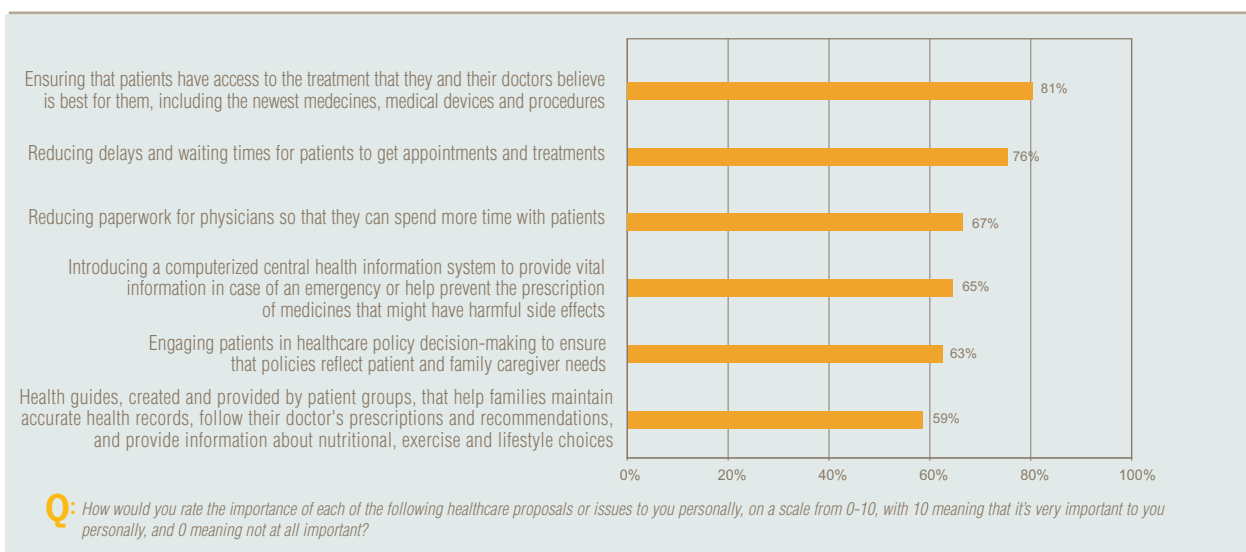 Ensuring that patients have access to the treatment that they and their doctors believe
is best for them, including the newest medecines, medical devices and procedures
81%
Reducing delays and waiting times for patients to get appointments and treatments
76%
Reducing paperwork for physicians so that they can spend more time with patients
67%
Introducing a computerized central health information system to provide vital
information in case of an emergency or help prevent the prescription
of medicines that might have harmful side effects
65%
Engaging patients in healthcare policy decision-making to ensure
that policies reflect patient and family caregiver needs
63%
Health guides, created and provided by patient groups, that help families maintain
accurate health records, follow their doctor's prescriptions and recommendations,
and provide information about nutritional, exercise and lifestyle choices
59%
0% 20% 40% 60% 80% 100%
Q: How would you rate the importance of each of the following healthcare proposals or issues to you personally, on a scale from 0-10, with 10 meaning that it's very important to you
personally, and 0 meaning not at all important?